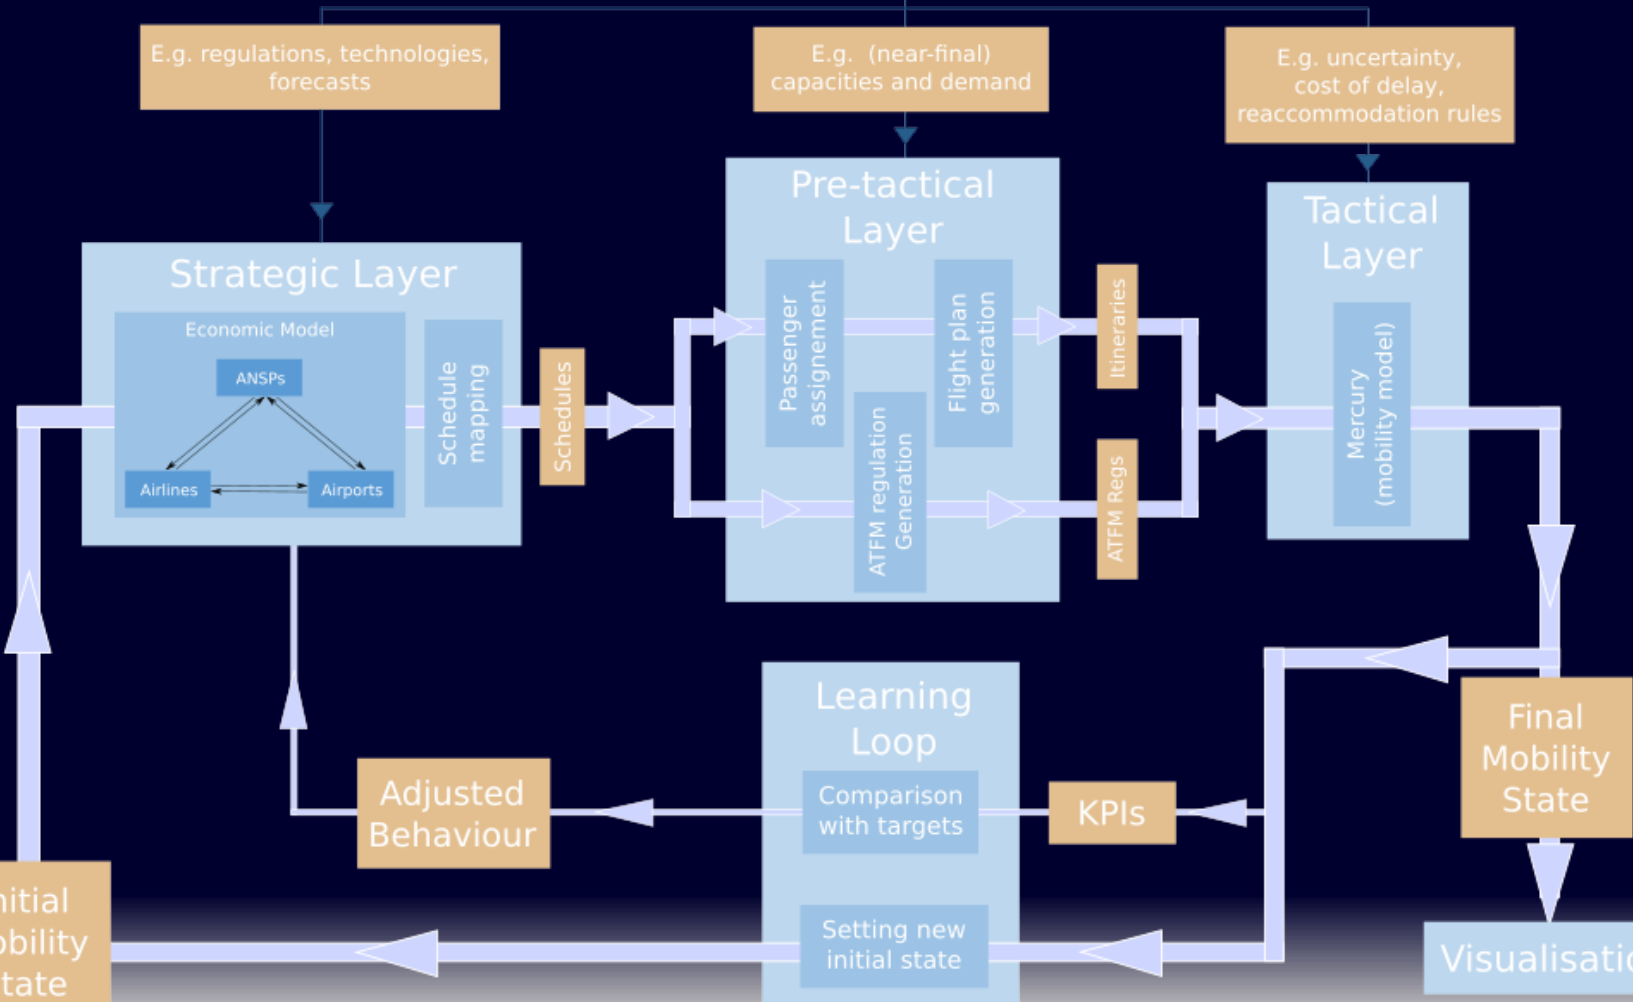 E.g. regulations, technologies,
forecasts
E.g. (near-final)
capacities and demand
E.g. uncertainty,
cost of delay,
reaccommodation rules
Strategic Layer
Economic Model
ANSPs
Airlines
Airports
Schedule
mapping
Schedules
Pre-tactical
Layer
Passenger
assignement
Flight plan
generation
ATFM regulation
Generation
Itineraries
ATFM Regs
Tactical
Layer
Mercury
(mobility model)
Learning
Loop
Comparison
with targets
Setting new
initial state
KPIs
Adjusted
Behaviour
Final
Mobility
State
nitial
obility
tate
Visualisatio